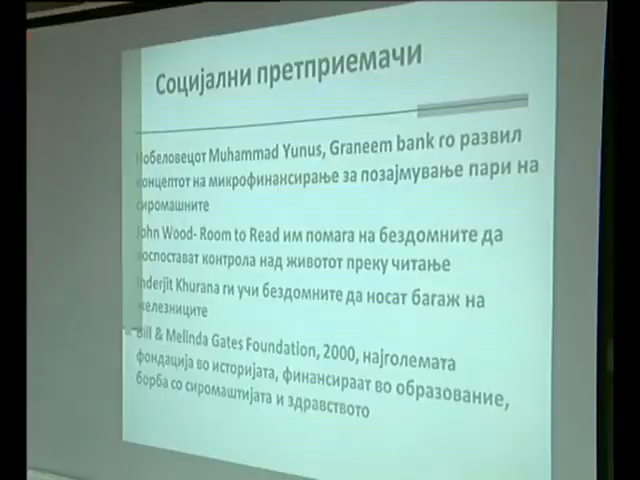 Социјални претприемачи
Нобеловецот Muhammad Yunus, Graneem bank го развил
концептот на микрофинансирање за позајмување пари на
сиромашните
John Wood- Room to Read им помага на бездомните да
воспостават контрола над животот преку читање
Inderjit Khurana ги учи бездомните да носат багаж на
железниците
Bill & Melinda Gates Foundation, 2000, најголемата
фондација во историјата, финансираат во образование,
борба со сиромаштијата и здравството